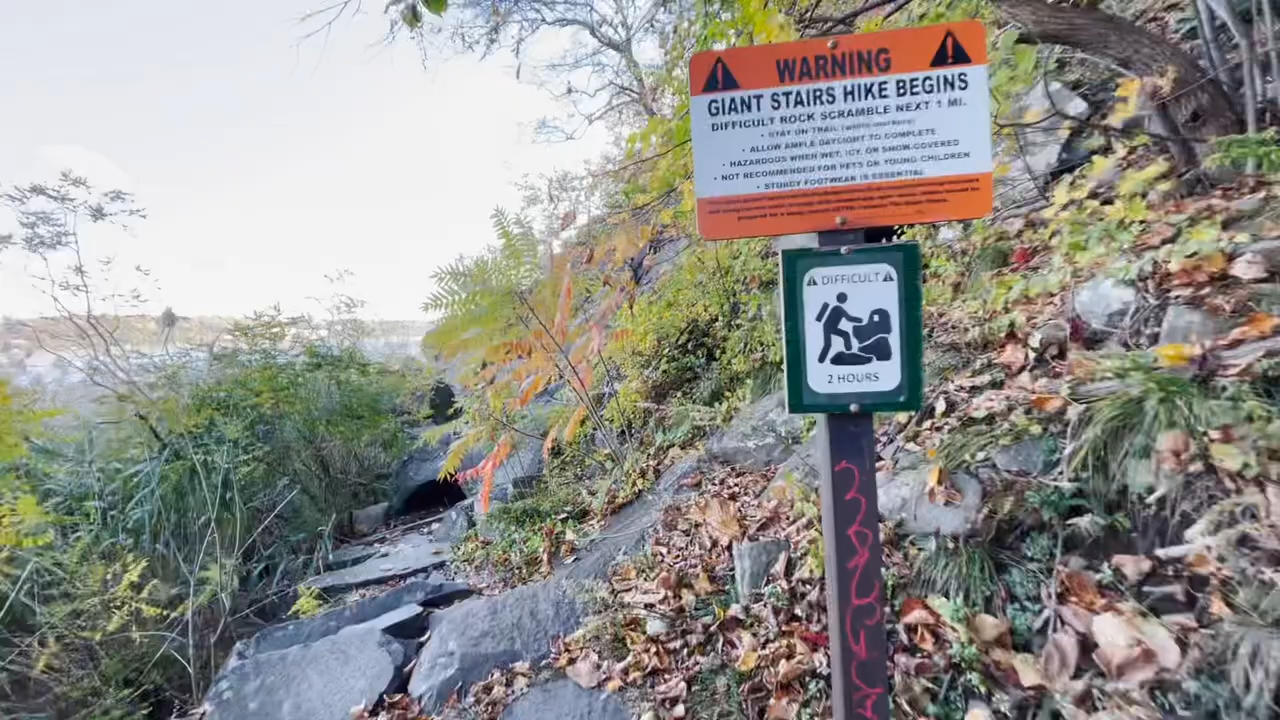 WARNING
GIANT STAIRS HIKE BEGINS
DIFFICULT ROCK SCRAMBLE NEXT 1 MI.
• STAY ON TRAIL
• ALLOW AMPLE DAYLIGHT TO COMPLETE
• HAZARDOUS WHEN WET, ICY, OR SNOW-COVERED
• NOT RECOMMENDED FOR PETS OR YOUNG CHILDREN
• STURDY FOOTWEAR IS ESSENTIAL
DIFFICULT
2 HOURS